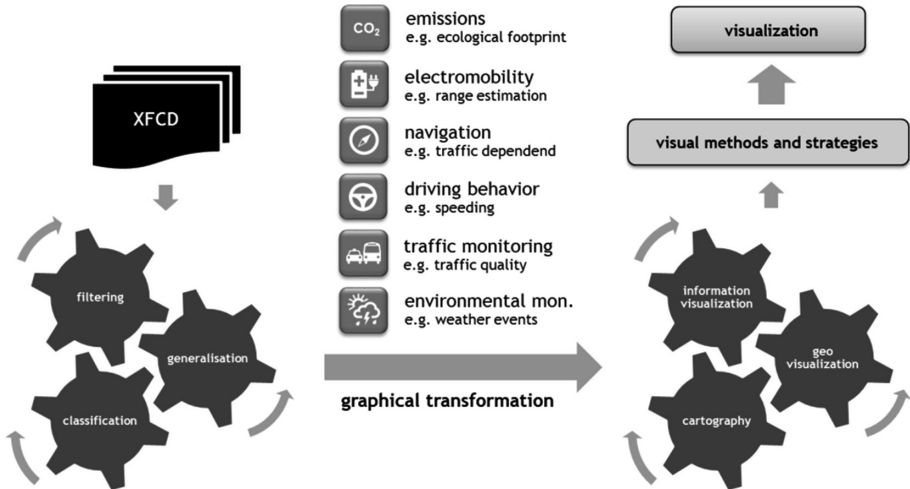 XFCD
filtering
generalisation
classification
CO₂
emissions
e.g. ecological footprint
electromobility
e.g. range estimation
navigation
e.g. traffic dependend
driving behavior
e.g. speeding
traffic monitoring
e.g. traffic quality
environmental mon.
e.g. weather events
graphical transformation
visualization
visual methods and strategies
information
visualization
geo
visualization
cartography